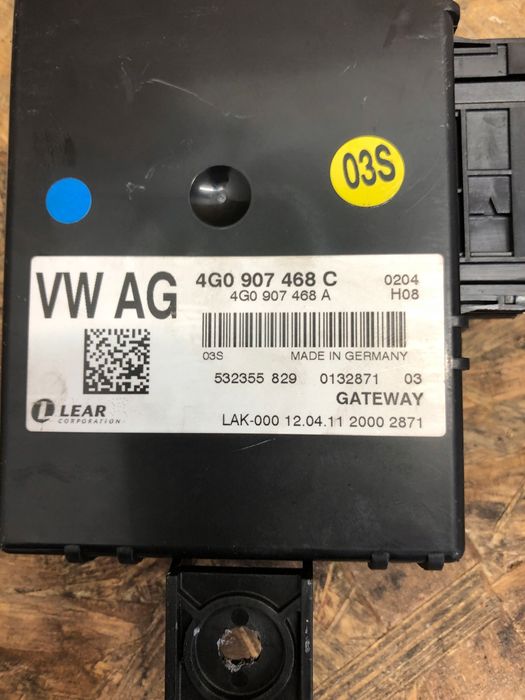 03S
VW AG
4G0 907 468 C
0204
4G0 907 468 A
H08
03S MADE IN GERMANY
532355 829 0132871 03
GATEWAY
LEAR
CORPORATION
LAK-000 12.04.11 2000 2871